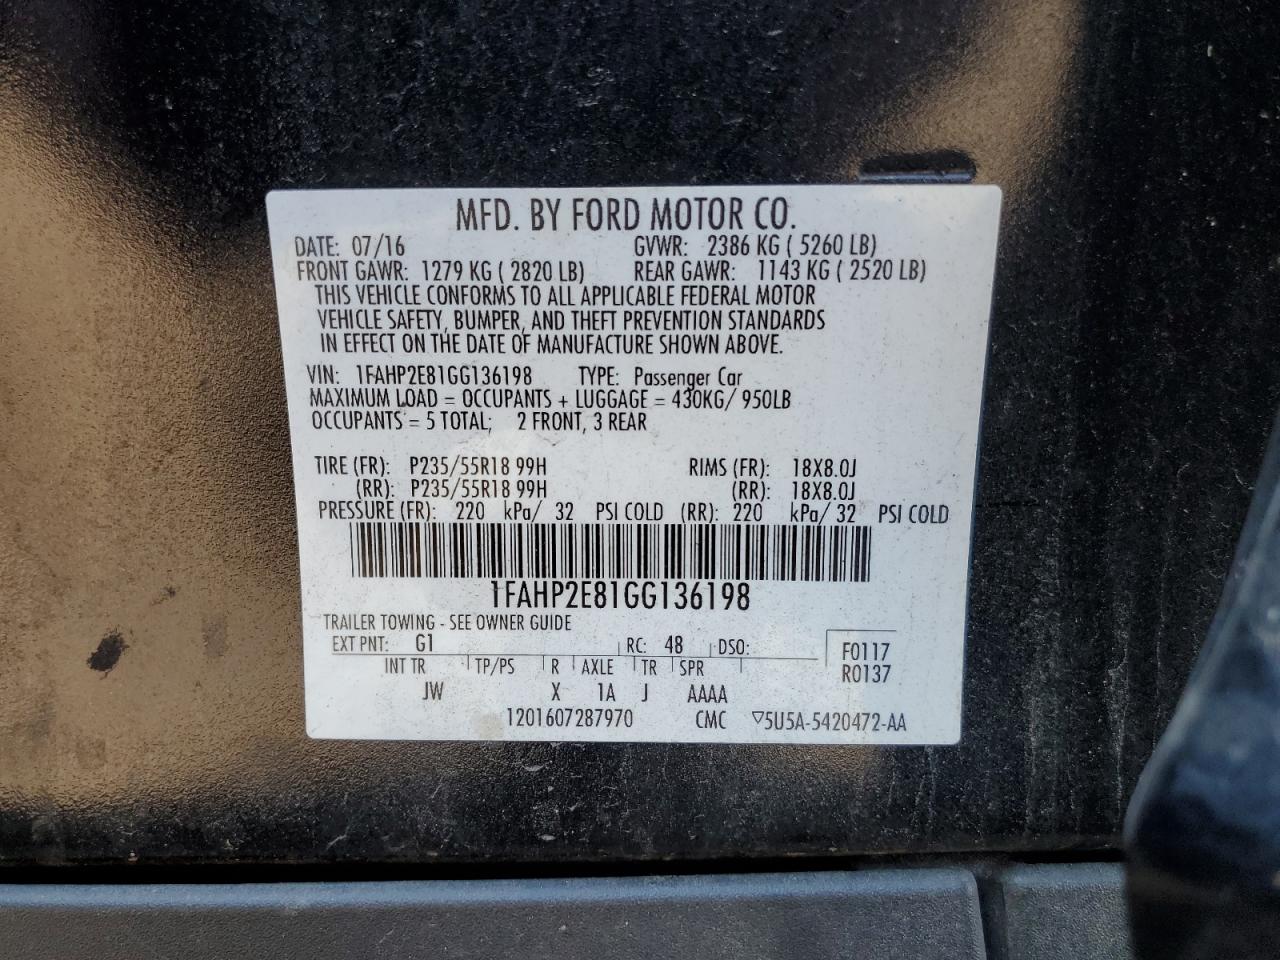 MFD. BY FORD MOTOR CO.
DATE: 07/16 GVWR: 2386 KG ( 5260 LB)
FRONT GAWR: 1279 KG ( 2820 LB) REAR GAWR: 1143 KG ( 2520 LB)
THIS VEHICLE CONFORMS TO ALL APPLICABLE FEDERAL MOTOR
VEHICLE SAFETY, BUMPER, AND THEFT PREVENTION STANDARDS
IN EFFECT ON THE DATE OF MANUFACTURE SHOWN ABOVE.
VIN: 1FAHP2E81GG136198 TYPE: Passenger Car
MAXIMUM LOAD = OCCUPANTS + LUGGAGE = 430KG/ 950LB
OCCUPANTS = 5 TOTAL; 2 FRONT, 3 REAR
TIRE (FR): P235/55R18 99H RIMS (FR): 18X8.0J
(RR): P235/55R18 99H (RR): 18X8.0J
PRESSURE (FR): 220 kPa/ 32 PSI COLD (RR): 220 kPa/ 32 PSI COLD
1FAHP2E81GG136198
TRAILER TOWING - SEE OWNER GUIDE
EXT PNT: G1 RC: 48 DSO: F0117
INT TR TP/PS R AXLE TR SPR R0137
JW X 1A J AAAA
1201607287970 CMC ▽5U5A-5420472-AA